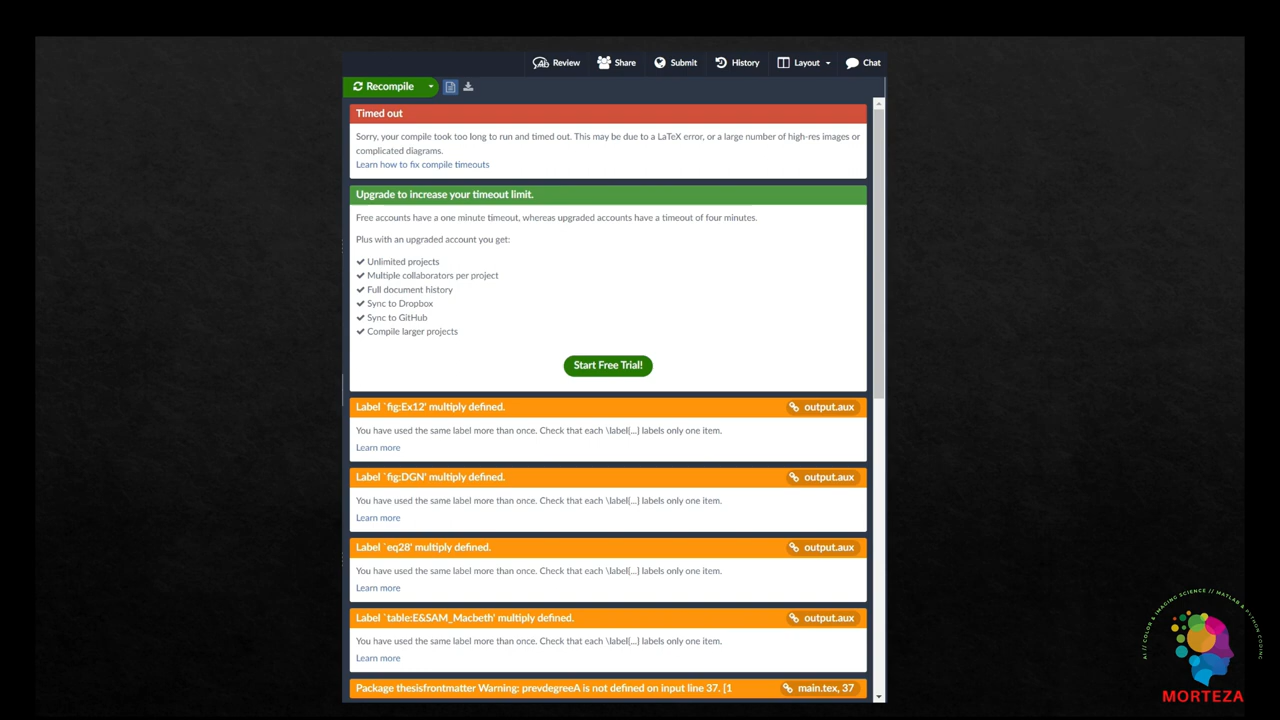 Review Share Submit History Layout Chat
Recompile
Timed out
Sorry, your compile took too long to run and timed out. This may be due to a LaTeX error, or a large number of high-res images or
complicated diagrams.
Learn how to fix compile timeouts
Upgrade to increase your timeout limit.
Free accounts have a one minute timeout, whereas upgraded accounts have a timeout of four minutes.
Plus with an upgraded account you get:
✓ Unlimited projects
✓ Multiple collaborators per project
✓ Full document history
✓ Sync to Dropbox
✓ Sync to GitHub
✓ Compile larger projects
Start Free Trial!
Label `fig:Ex12' multiply defined. output.aux
You have used the same label more than once. Check that each \label{...} labels only one item.
Learn more
Label `fig:DGN' multiply defined. output.aux
You have used the same label more than once. Check that each \label{...} labels only one item.
Learn more
Label `eq28' multiply defined. output.aux
You have used the same label more than once. Check that each \label{...} labels only one item.
Learn more
Label `table:E&SAM_Macbeth' multiply defined. output.aux
You have used the same label more than once. Check that each \label{...} labels only one item.
Learn more
Package thesisfrontmatter Warning: prevdegreeA is not defined on input line 37. [1 main.tex, 37
AI // COLOR & IMAGING SCIENCE // MATLAB & PYTHON CODING
MORTEZA